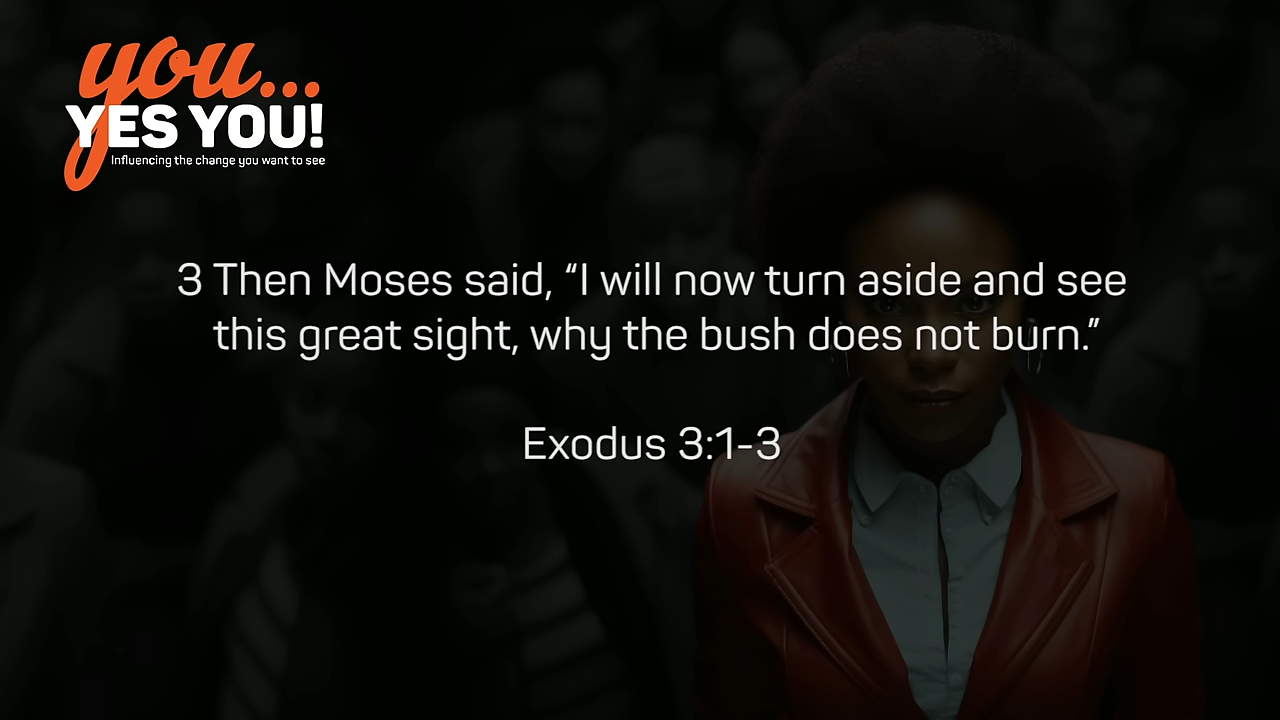 you...
YES YOU!
Influencing the change you want to see
3 Then Moses said, “I will now turn aside and see
this great sight, why the bush does not burn.”
Exodus 3:1-3